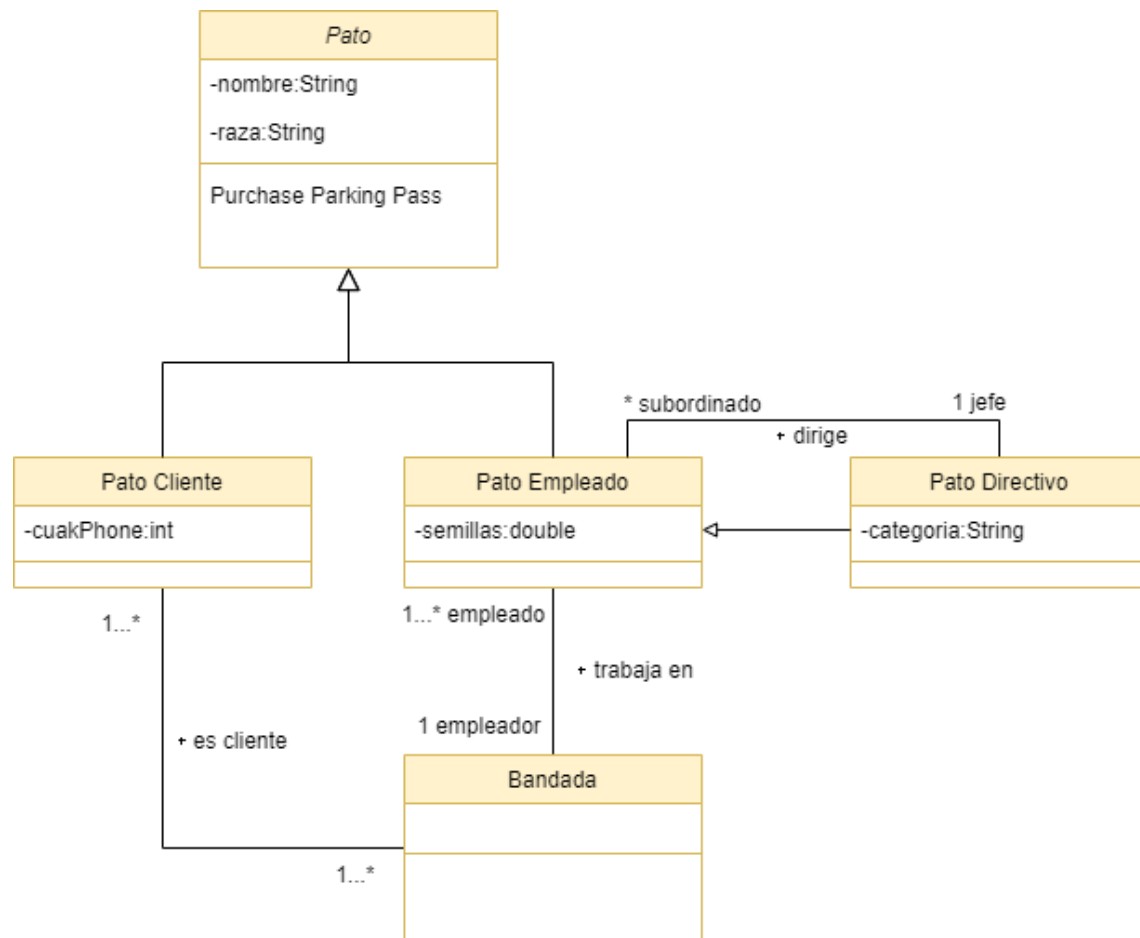 Pato
-nombre:String
-raza:String
Purchase Parking Pass
* subordinado
1 jefe
+ dirige
Pato Cliente
-cuakPhone:int
Pato Empleado
-semillas:double
Pato Directivo
-categoria:String
1...*
1...* empleado
+ trabaja en
1 empleador
+ es cliente
Bandada
1...*